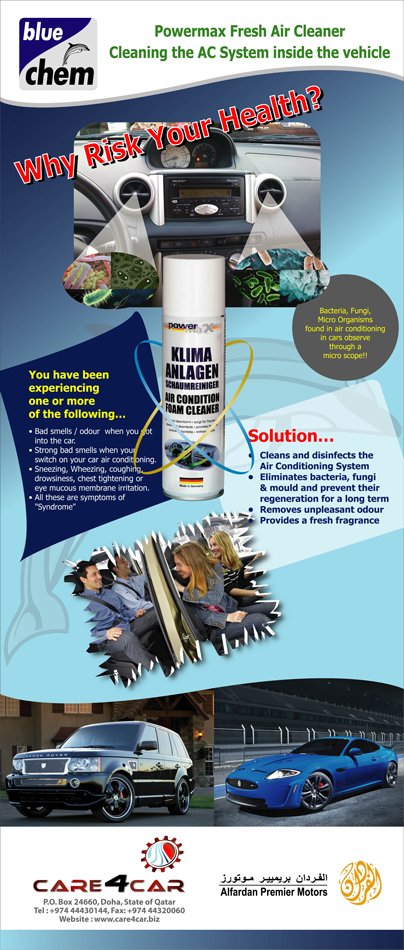 blue
chem
Powermax Fresh Air Cleaner
Cleaning the AC System inside the vehicle
Why Risk Your Health?
Bacteria, Fungi,
Micro Organisms
found in air conditioning
in cars observe
through a
micro scope!!
power
KLIMA
ANLAGEN
SCHAUMREINIGER
AIR CONDITION
FOAM CLEANER
Made in Germany
You have been
experiencing
one or more
of the following...
• Bad smells / odour when you got
into the car.
• Strong bad smells when your
switch on your car air conditioning.
• Sneezing, Wheezing, coughing,
drowsiness, chest tightening or
eye mucous membrane irritation.
• All these are symptoms of
"Syndrome"
Solution...
• Cleans and disinfects the
Air Conditioning System
• Eliminates bacteria, fungi
& mould and prevent their
regeneration for a long term
• Removes unpleasant odour
• Provides a fresh fragrance
CARE4CAR
P.O. Box 24660, Doha, State of Qatar
Tel : +974 44430144, Fax: +974 44320060
Website : www.care4car.biz
الفردان بريميير موتورز
Alfardan Premier Motors